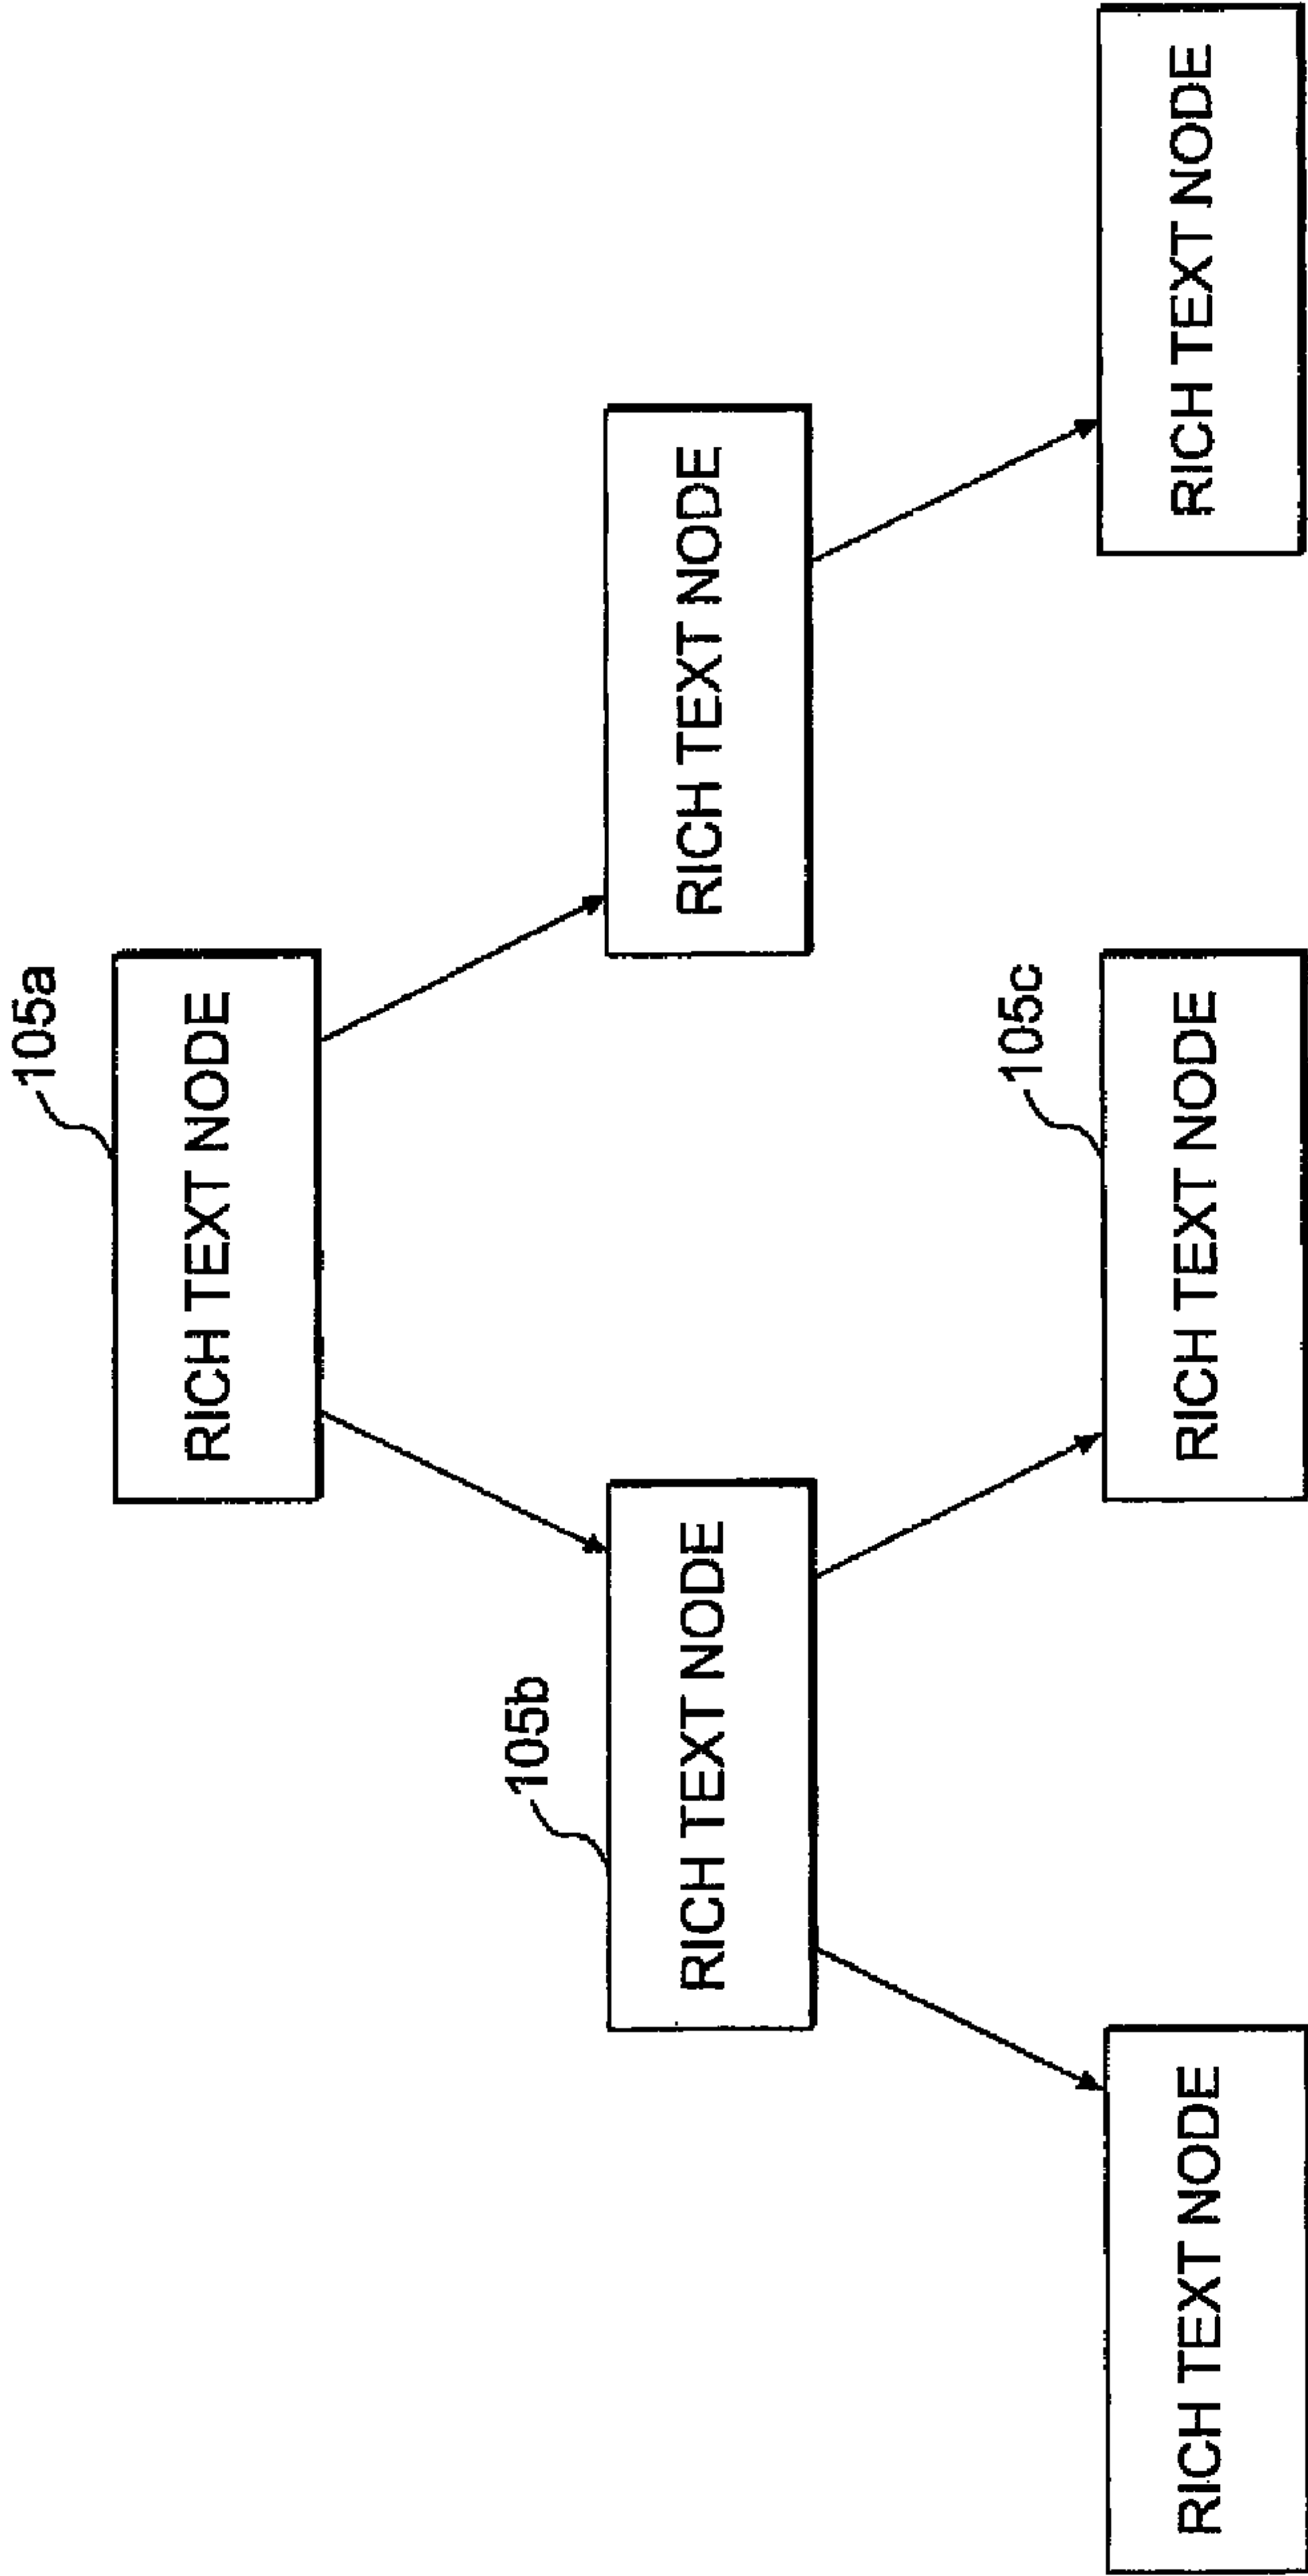 105a
RICH TEXT NODE
105b
RICH TEXT NODE
RICH TEXT NODE
105c
RICH TEXT NODE
RICH TEXT NODE
RICH TEXT NODE